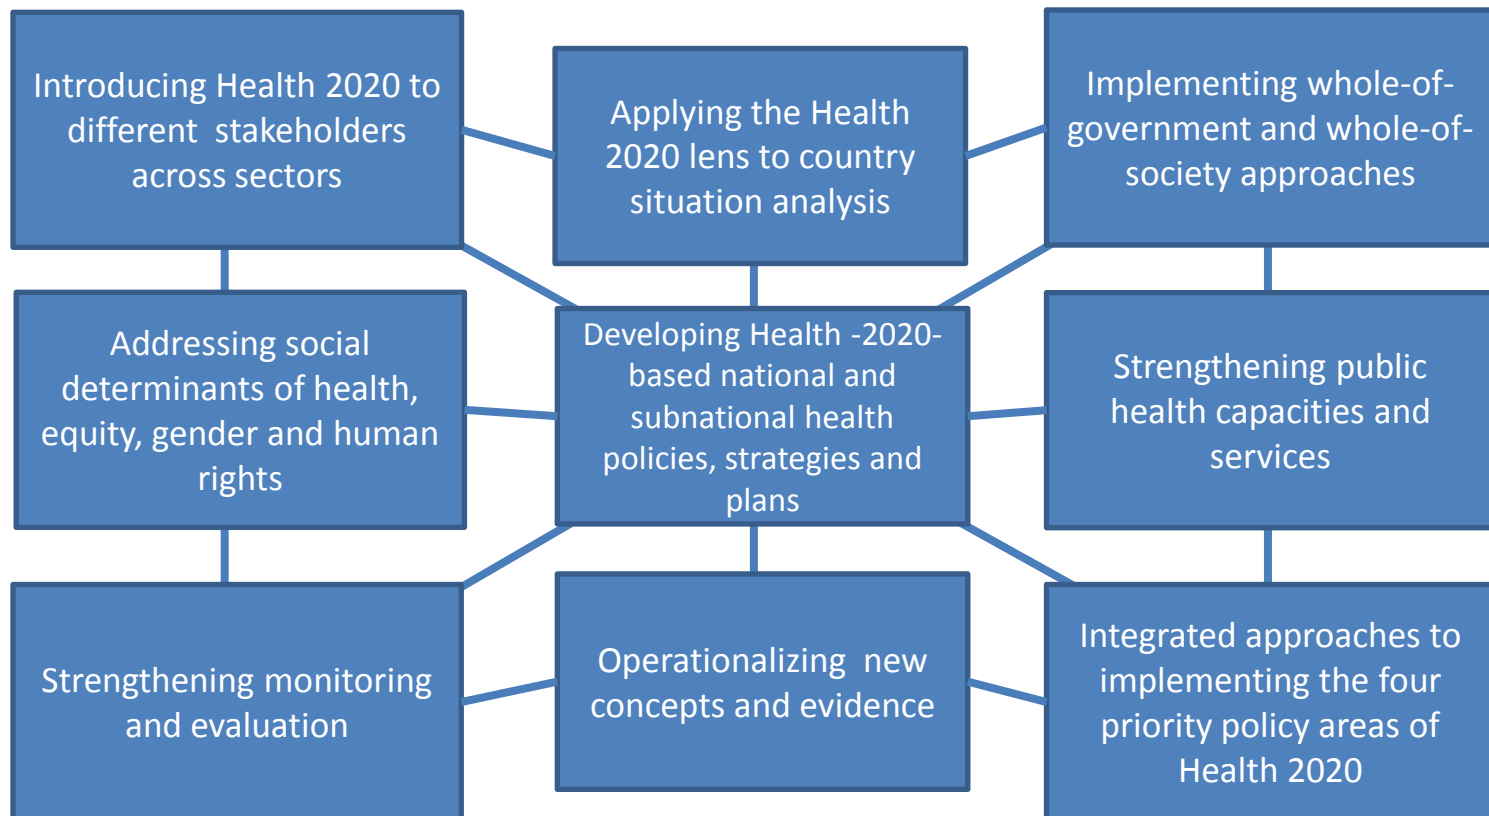 Introducing Health 2020 to
different  stakeholders
across sectors
Applying the Health
2020 lens to country
situation analysis
Implementing whole-of-
government and whole-of-
society approaches
Addressing social
determinants of health,
equity, gender and human
rights
Developing Health -2020-
based national and
subnational health
policies, strategies and
plans
Strengthening public
health capacities and
services
Strengthening monitoring
and evaluation
Operationalizing  new
concepts and evidence
Integrated approaches to
implementing the four
priority policy areas of
Health 2020